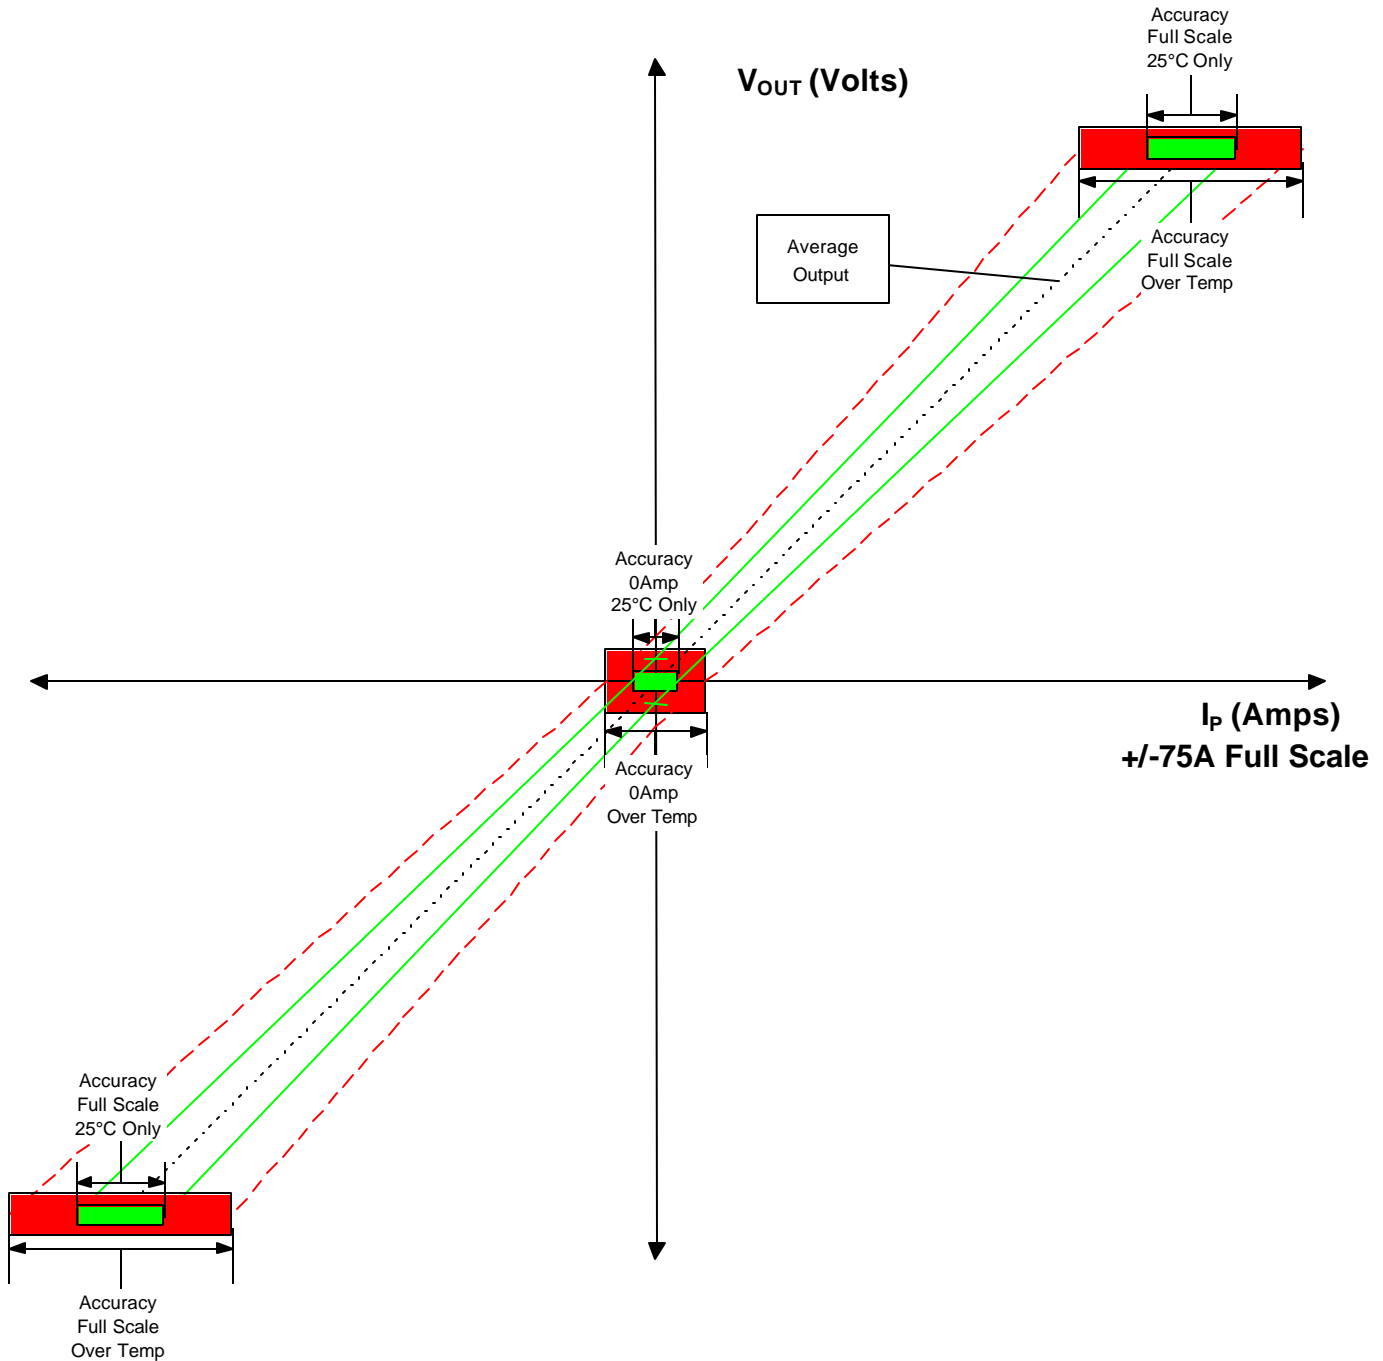 Accuracy
Full Scale
25°C Only
VOUT (Volts)
Average
Output
Accuracy
Full Scale
Over Temp
Accuracy
0Amp
25°C Only
IP (Amps)
+/-75A Full Scale
Accuracy
0Amp
Over Temp
Accuracy
Full Scale
25°C Only
Accuracy
Full Scale
Over Temp